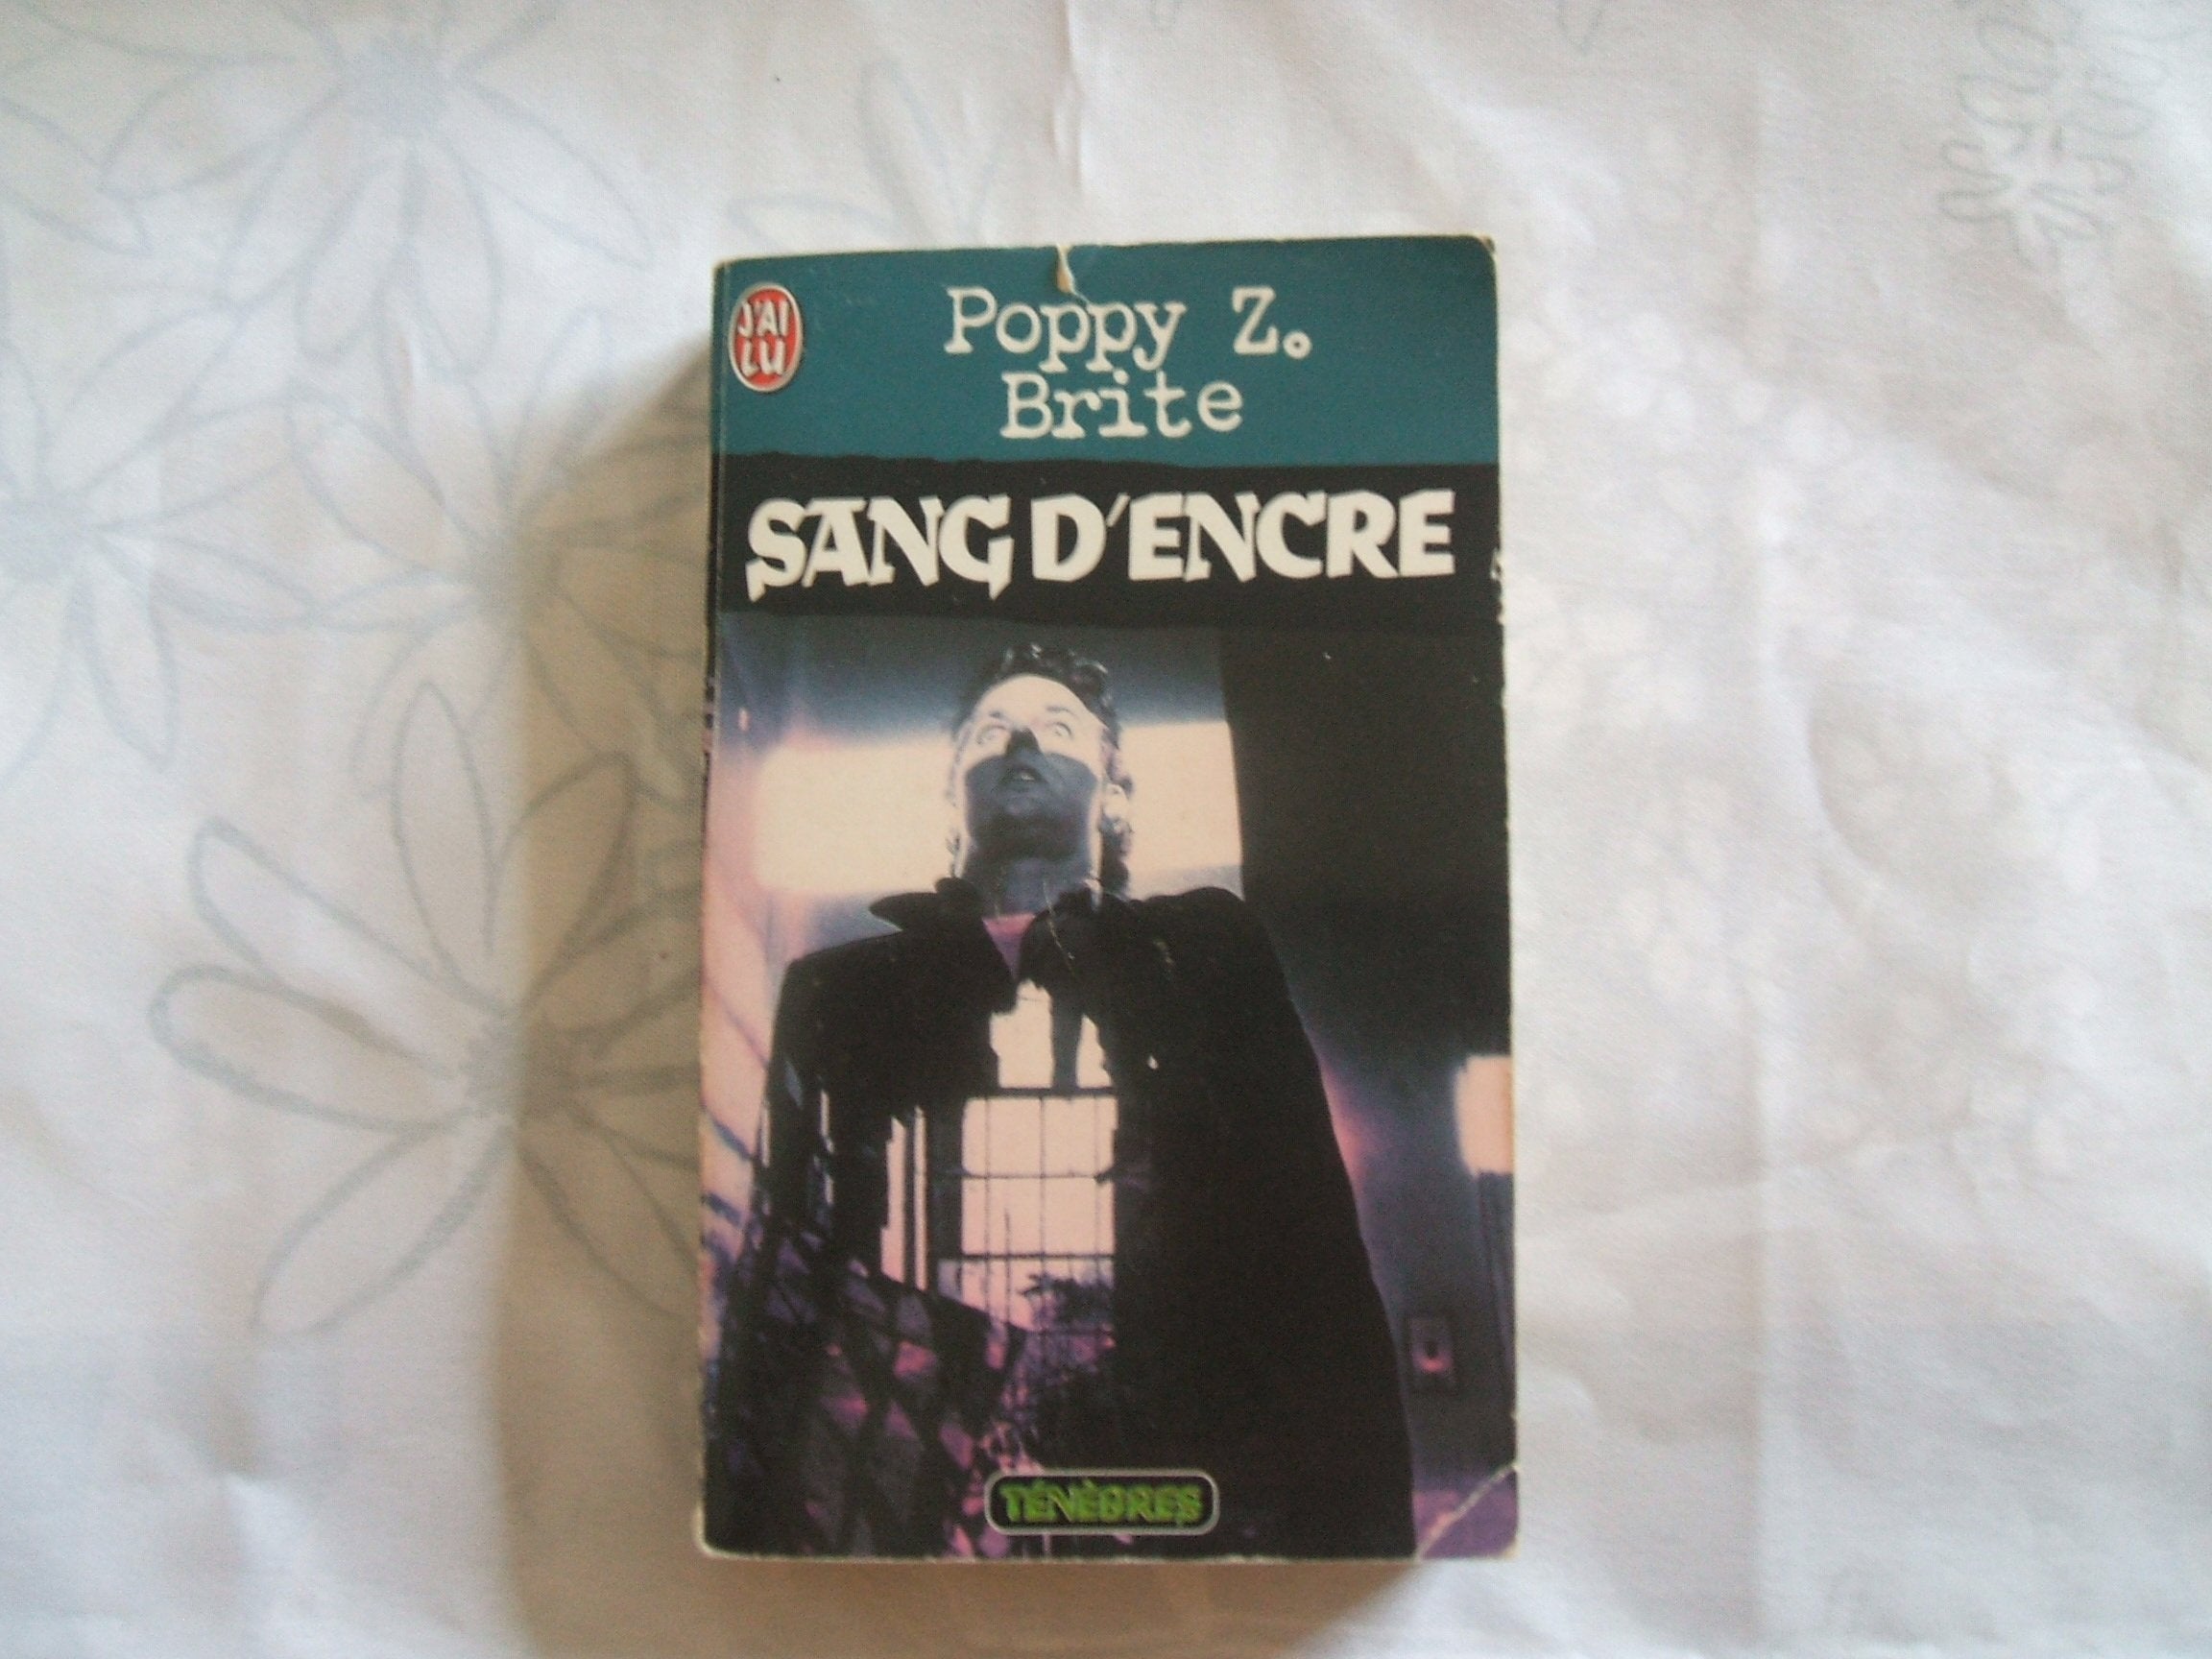 J'AI
LU
Poppy Z.
Brite
SANG D'ENCRE
TÉNÈBRES